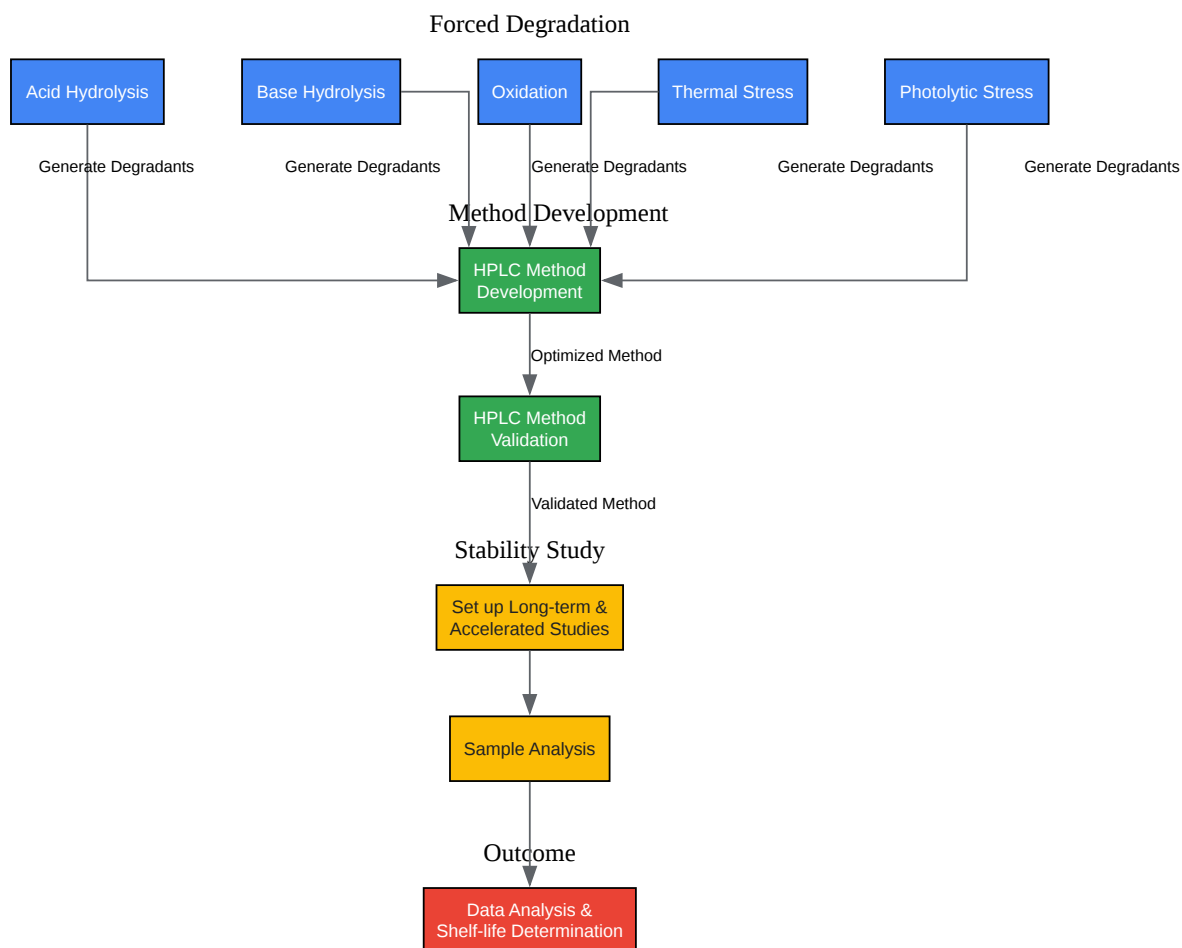 Forced Degradation
Acid Hydrolysis
Base Hydrolysis
Oxidation
Thermal Stress
Photolytic Stress
Generate Degradants
Generate Degradants
Generate Degradants
Generate Degradants
Generate Degradants
Method Development
HPLC Method
Development
Optimized Method
HPLC Method
Validation
Validated Method
Stability Study
Set up Long-term &
Accelerated Studies
Sample Analysis
Outcome
Data Analysis &
Shelf-life Determination